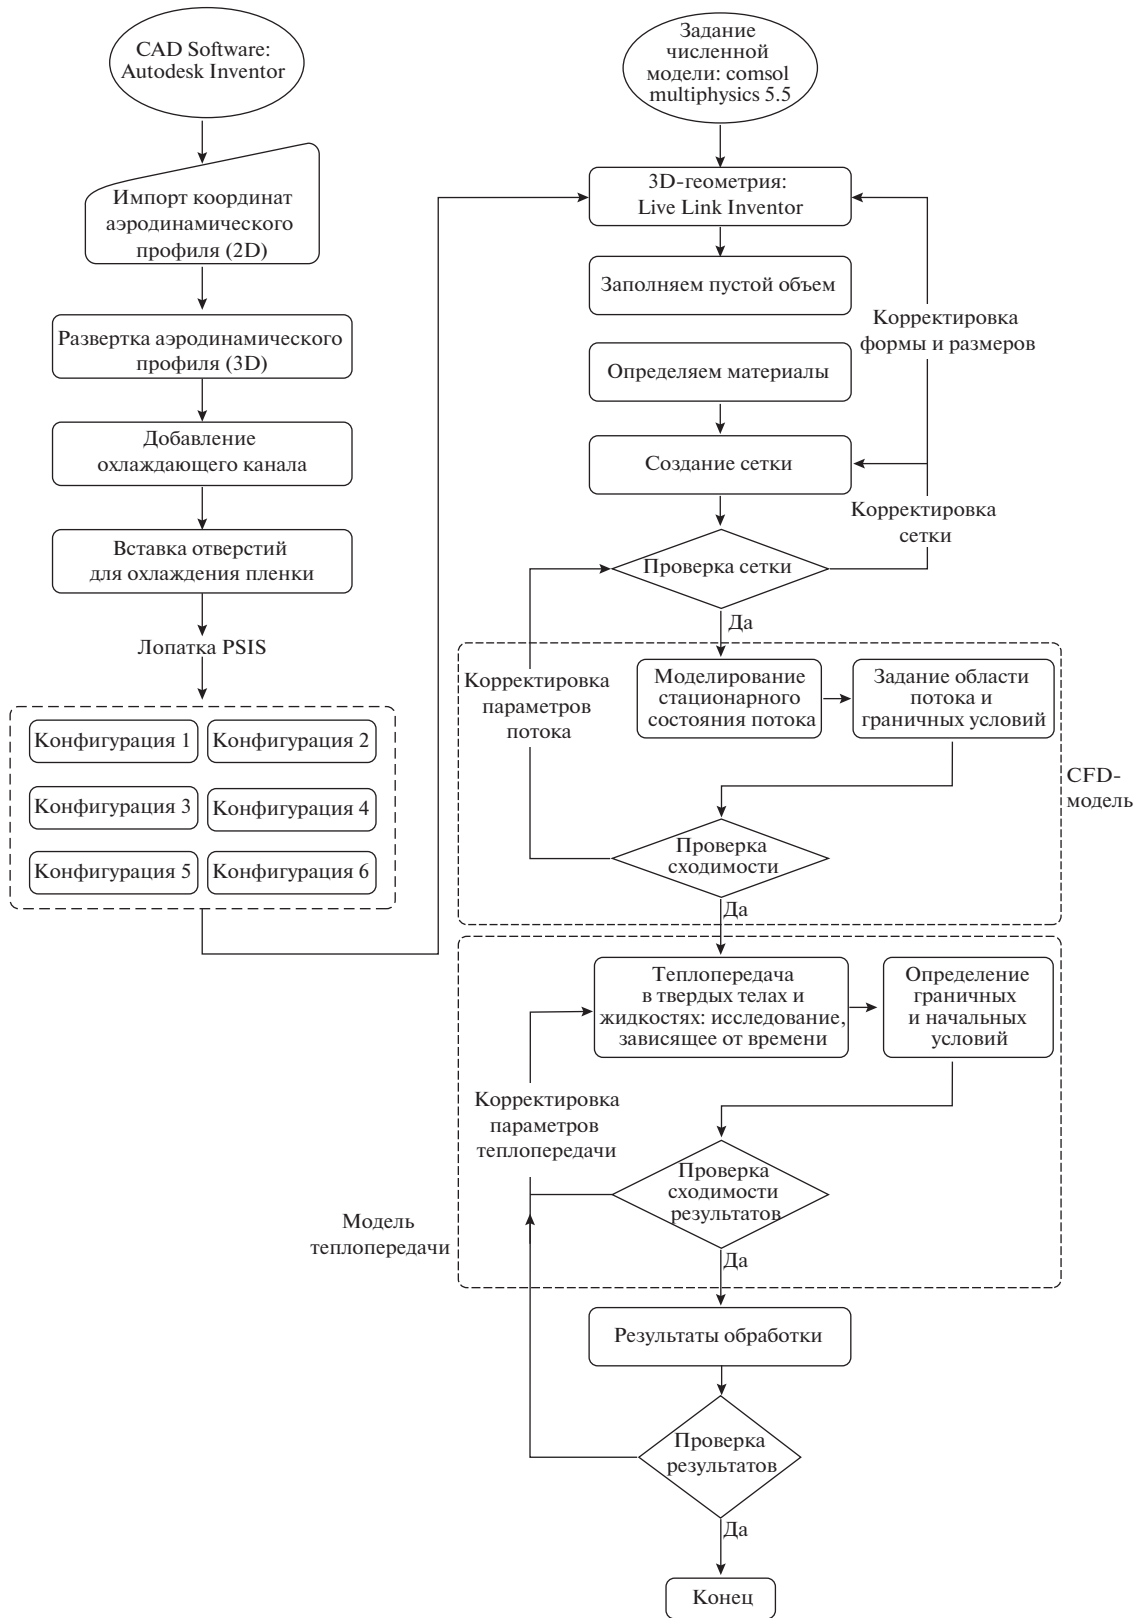 CAD Software:
Autodesk Inventor
Импорт координат
аэродинамического
профиля (2D)
Развертка аэродинамического
профиля (3D)
Добавление
охлаждающего канала
Вставка отверстий
для охлаждения пленки
Лопатка PSIS
Конфигурация 1
Конфигурация 2
Конфигурация 3
Конфигурация 4
Конфигурация 5
Конфигурация 6
Задание
численной
модели: comsol
multiphysics 5.5
3D-геометрия:
Live Link Inventor
Заполняем пустой объем
Определяем материалы
Создание сетки
Корректировка
формы и размеров
Корректировка
сетки
Проверка сетки
Да
Корректировка
параметров
потока
Моделирование
стационарного
состояния потока
Задание области
потока и
граничных условий
CFD-
модель
Проверка
сходимости
Да
Теплопередача
в твердых телах и
жидкостях: исследование,
зависящее от времени
Определение
граничных
и начальных
условий
Корректировка
параметров
теплопередачи
Проверка
сходимости
результатов
Модель
теплопередачи
Да
Результаты обработки
Проверка
результатов
Да
Конец